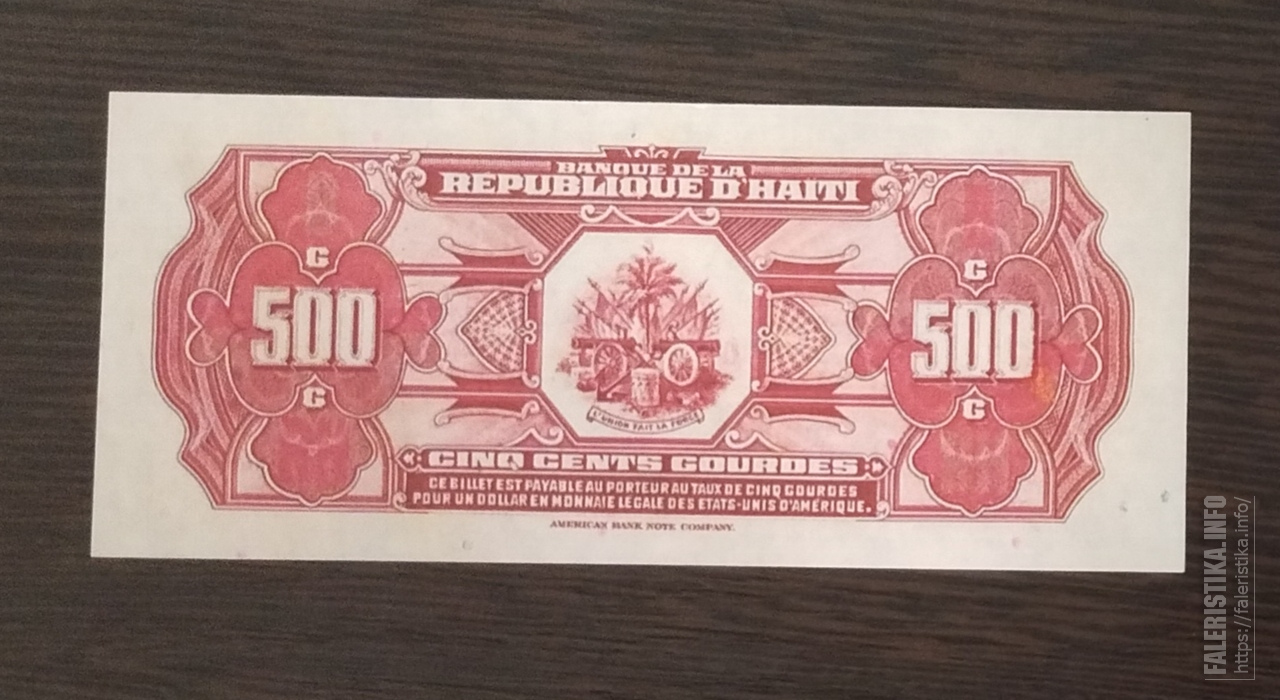 BANQUE DE LA
REPUBLIQUE D'HAITI
G
500
G
G
500
G
L'UNION FAIT LA FORCE
CINQ CENTS GOURDES
CE BILLET EST PAYABLE AU PORTEUR AU TAUX DE CINQ GOURDES
POUR UN DOLLAR EN MONNAIE LEGALE DES ETATS-UNIS D'AMERIQUE.
AMERICAN BANK NOTE COMPANY.
FALERISTIKA.INFO
https://faleristika.info/